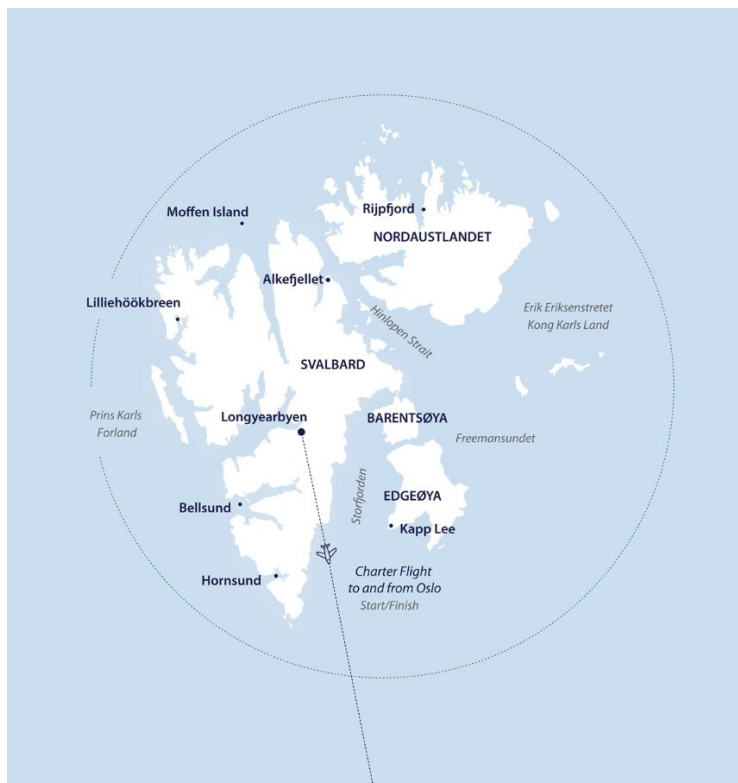 Rijpfjord
Moffen Island
NORDAUSTLANDET
Alkefjellet
Lilliehöökbreen
Erik Eriksenstretet
Kong Karls Land
Hinlopen Strait
SVALBARD
Prins Karls
Forland
Longyearbyen
BARENTSØYA
Freemansundet
Storfjorden
EDGEØYA
Bellsund
Kapp Lee
Hornsund
Charter Flight
to and from Oslo
Start/Finish